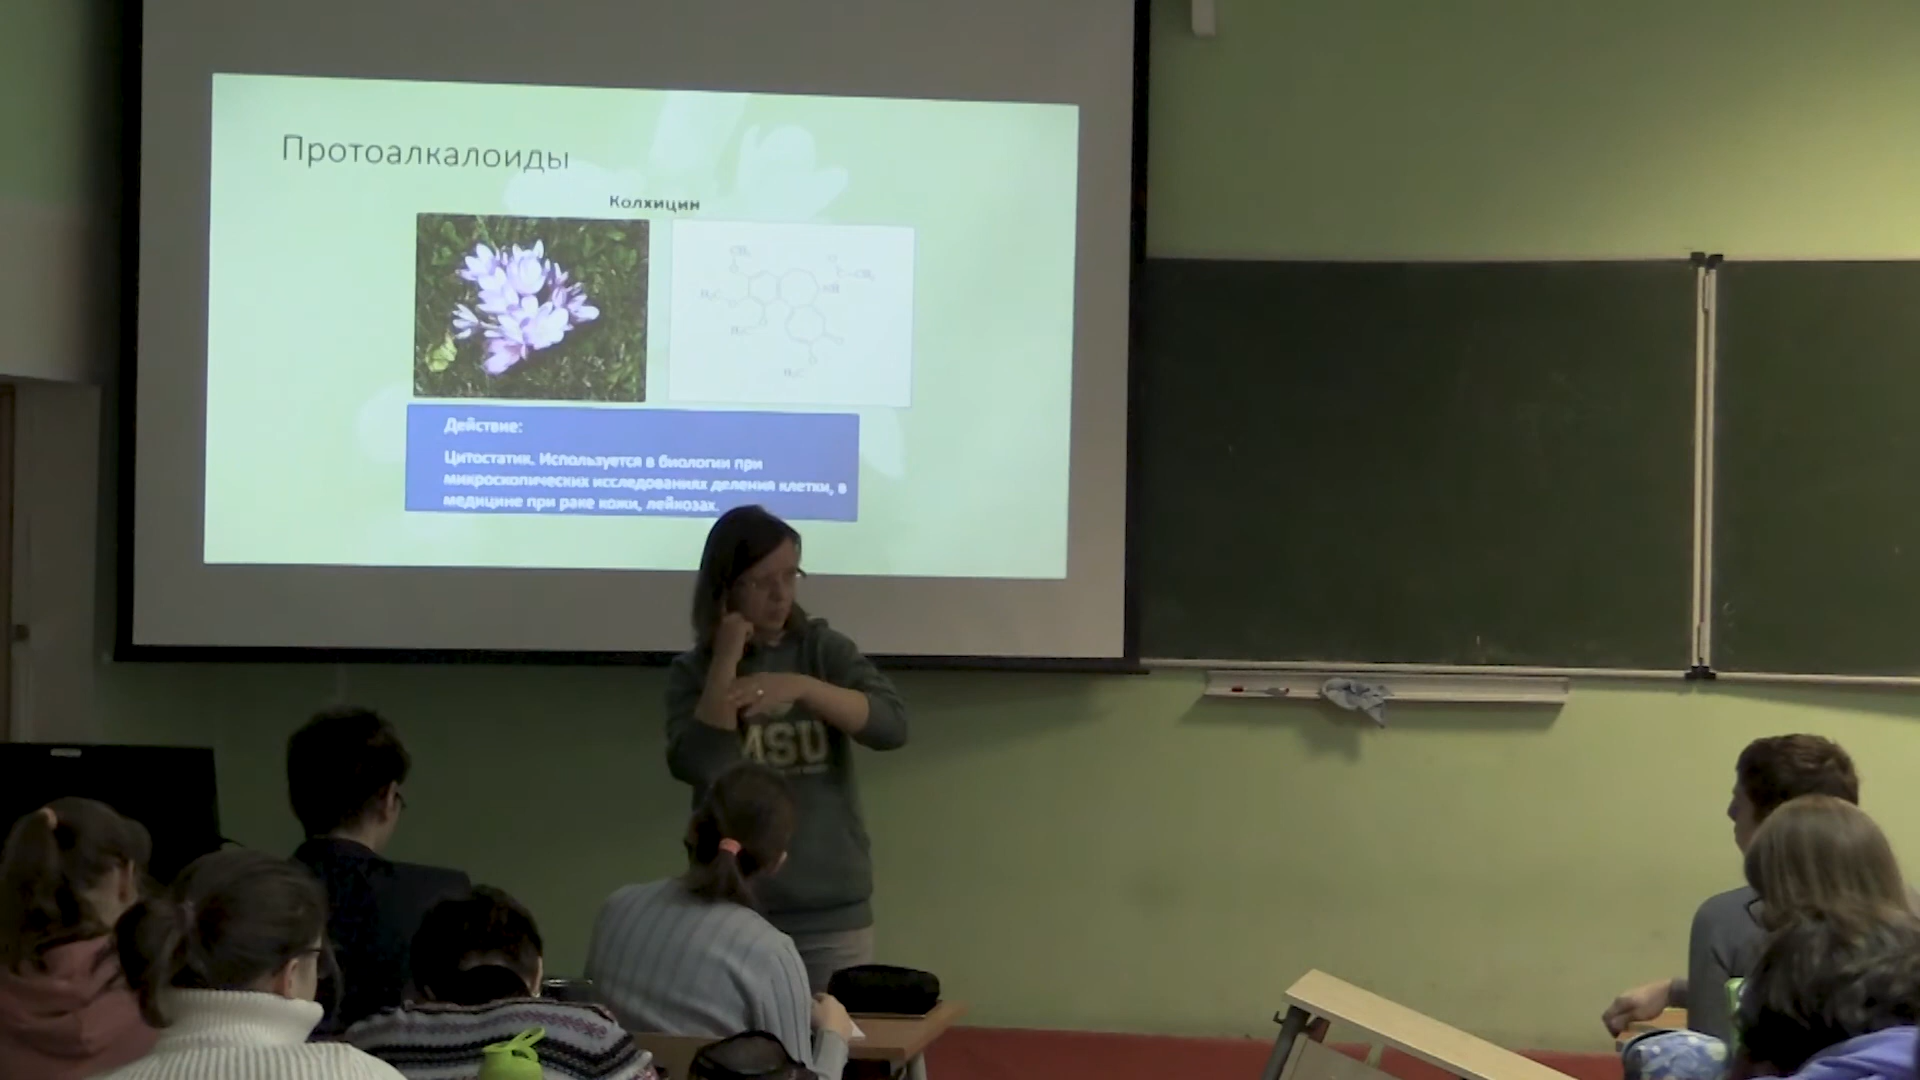 Протоалкалоиды
Колхицин
Действие:
Цитостатик. Используется в биологии при
микроскопических исследованиях деления клетки, в
медицине при раке кожи, лейкозах.
MSU